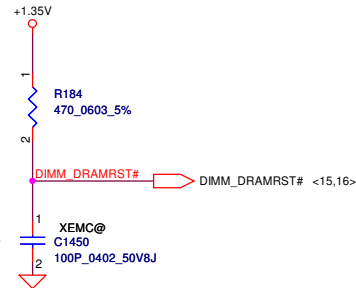 +1.35V
1
R184
470_0603_5%
2
DIMM_DRAMRST#
DIMM_DRAMRST# <15,16>
1
XEMC@
C1450
100P_0402_50V8J
2